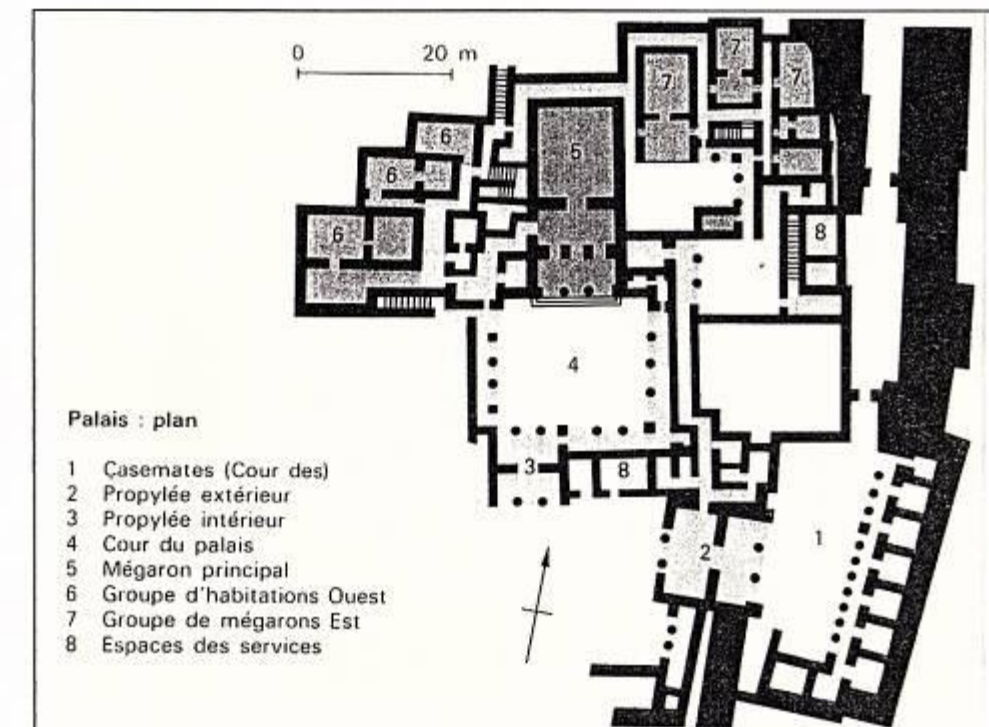 0 20 m
7
7
7
5
6
6
6
8
4
3
8
2
1
Palais : plan
1 Casemates (Cour des)
2 Propylée extérieur
3 Propylée intérieur
4 Cour du palais
5 Mégaron principal
6 Groupe d'habitations Ouest
7 Groupe de mégarons Est
8 Espaces des services